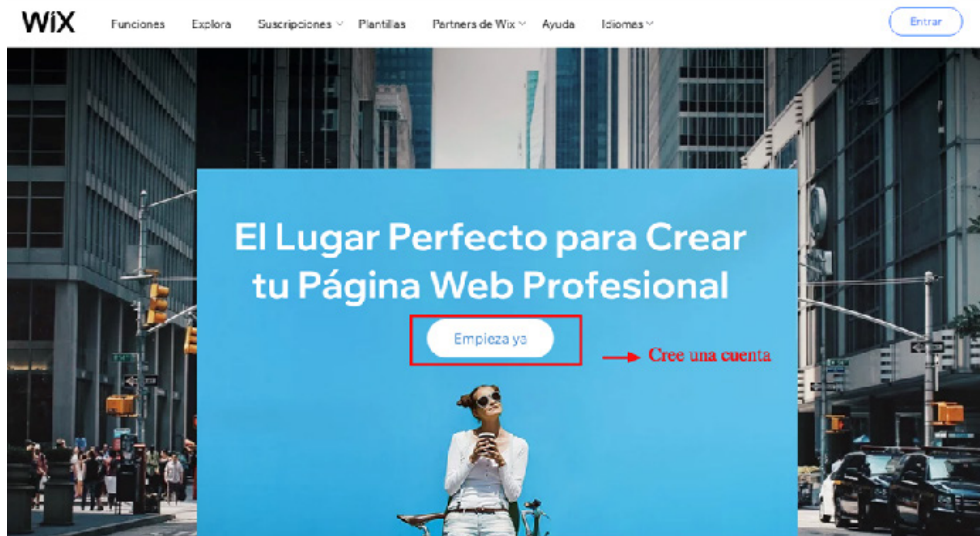 WiX
Funciones Explora Suscripciones Plantillas Partners de Wix Ayuda Idiomas
Entrar
El Lugar Perfecto para Crear
tu Página Web Profesional
Empieza ya
Cree una cuenta